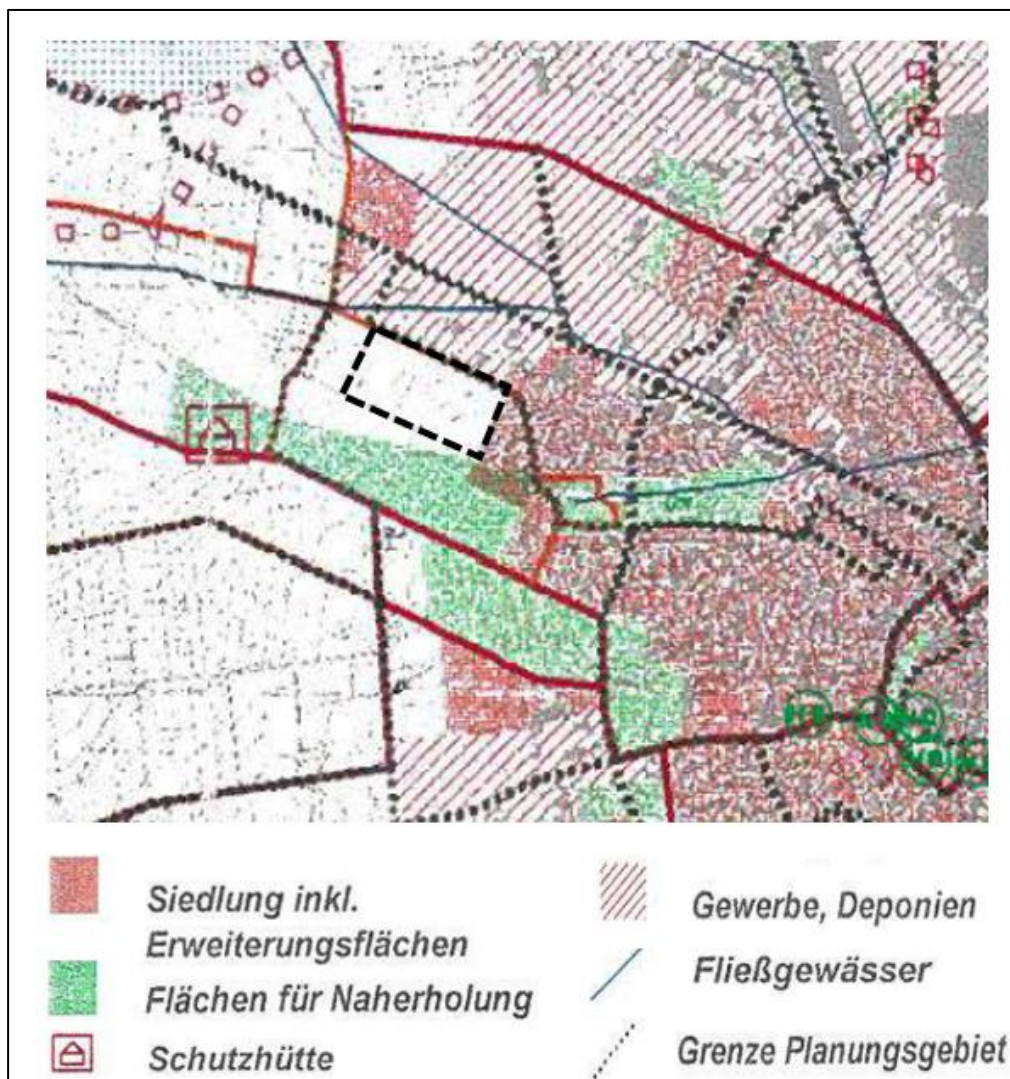 Siedlung inkl.
Erweiterungsflächen
Flächen für Naherholung
Schutzhütte
Gewerbe, Deponien
Fließgewässer
Grenze Planungsgebiet